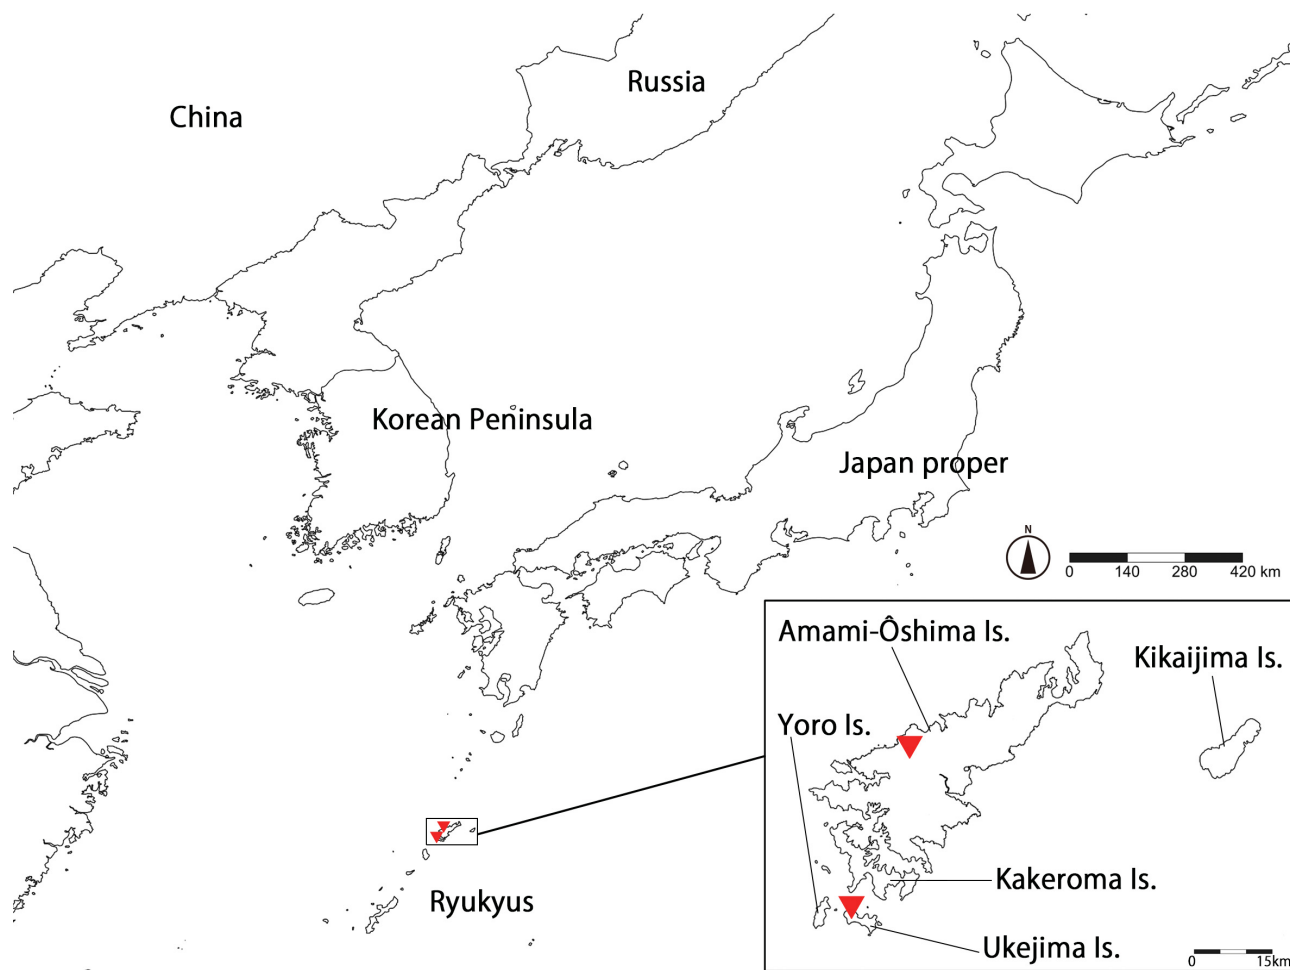 Russia
China
Korean Peninsula
Japan proper
N
0 140 280 420 km
Amami-Ôshima Is.
Kikaijima Is.
Yoro Is.
Kakeroma Is.
Ryukyus
Ukejima Is.
0 15km